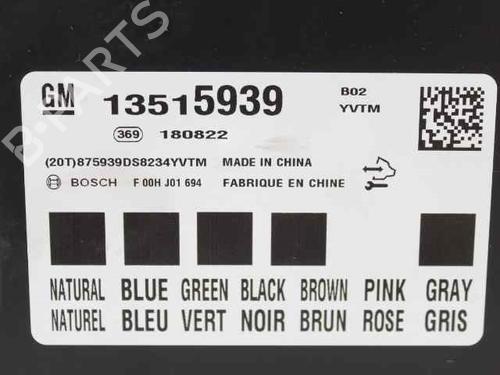 GM 13515939 B02
YVTM
369 180822
(20T)875939DS8234YVTM MADE IN CHINA
BOSCH F 00H J01 694 FABRIQUE EN CHINE
NATURAL BLUE GREEN BLACK BROWN PINK GRAY
NATUREL BLEU VERT NOIR BRUN ROSE GRIS
B-PARTS